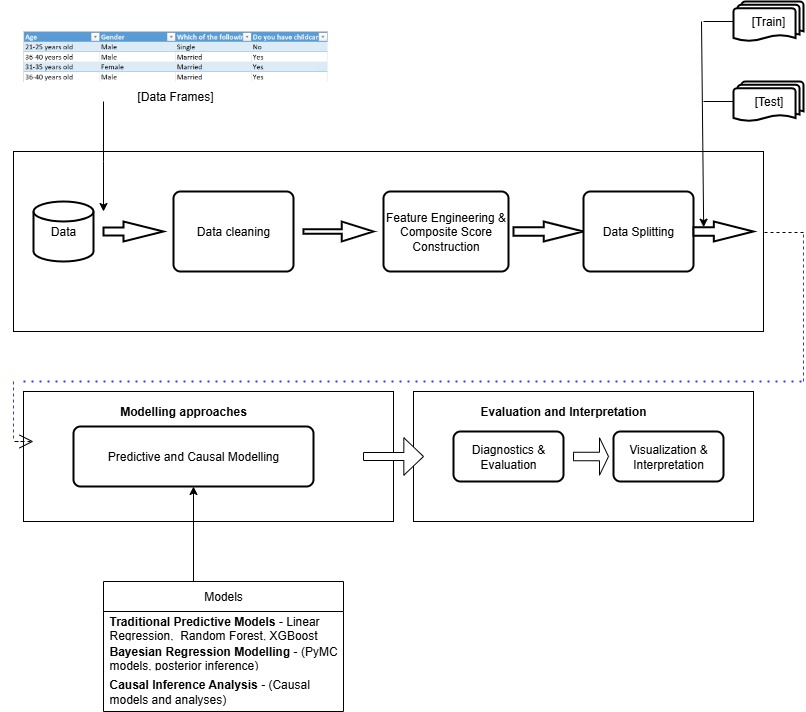 [Train]
Age Gender Which of the followi Do you have childcar
21-25 years old Male Single No
36-40 years old Male Married Yes
31-35 years old Female Married Yes
36-40 years old Male Married Yes
[Data Frames]
[Test]
Data
Data cleaning
Feature Engineering &
Composite Score
Construction
Data Splitting
Modelling approaches
Predictive and Causal Modelling
Evaluation and Interpretation
Diagnostics &
Evaluation
Visualization &
Interpretation
Models
Traditional Predictive Models - Linear
Regression, Random Forest, XGBoost
Bayesian Regression Modelling - (PyMC
models, posterior inference)
Causal Inference Analysis - (Causal
models and analyses)